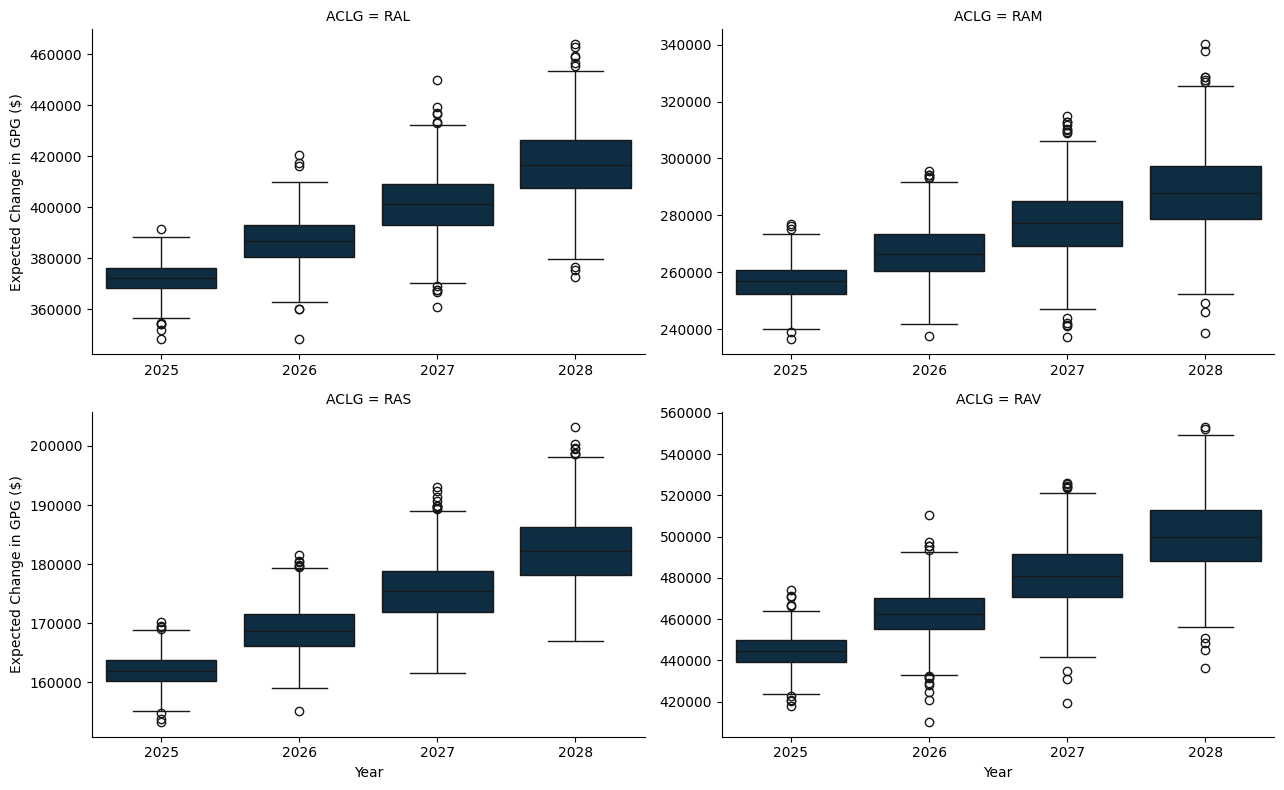 ACLG = RAL
Expected Change in GPG ($)
460000
440000
420000
400000
380000
360000
2025 2026 2027 2028
ACLG = RAM
340000
320000
300000
280000
260000
240000
2025 2026 2027 2028
ACLG = RAS
Expected Change in GPG ($)
200000
190000
180000
170000
160000
2025 2026 2027 2028
Year
ACLG = RAV
560000
540000
520000
500000
480000
460000
440000
420000
2025 2026 2027 2028
Year